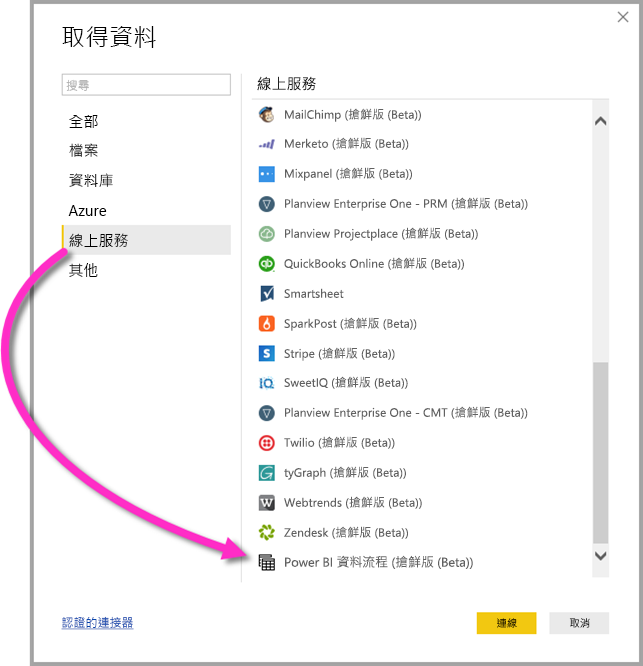 取得資料
搜尋
全部
檔案
資料庫
Azure
線上服務
其他
線上服務
MailChimp (搶鮮版 (Beta))
Merketo (搶鮮版 (Beta))
Mixpanel (搶鮮版 (Beta))
Planview Enterprise One - PRM (搶鮮版 (Beta))
Planview Projectplace (搶鮮版 (Beta))
QuickBooks Online (搶鮮版 (Beta))
Smartsheet
SparkPost (搶鮮版 (Beta))
Stripe (搶鮮版 (Beta))
SweetIQ (搶鮮版 (Beta))
Planview Enterprise One - CMT (搶鮮版 (Beta))
Twilio (搶鮮版 (Beta))
tyGraph (搶鮮版 (Beta))
Webtrends (搶鮮版 (Beta))
Zendesk (搶鮮版 (Beta))
Power BI 資料流程 (搶鮮版 (Beta))
認證的連接器
連線
取消